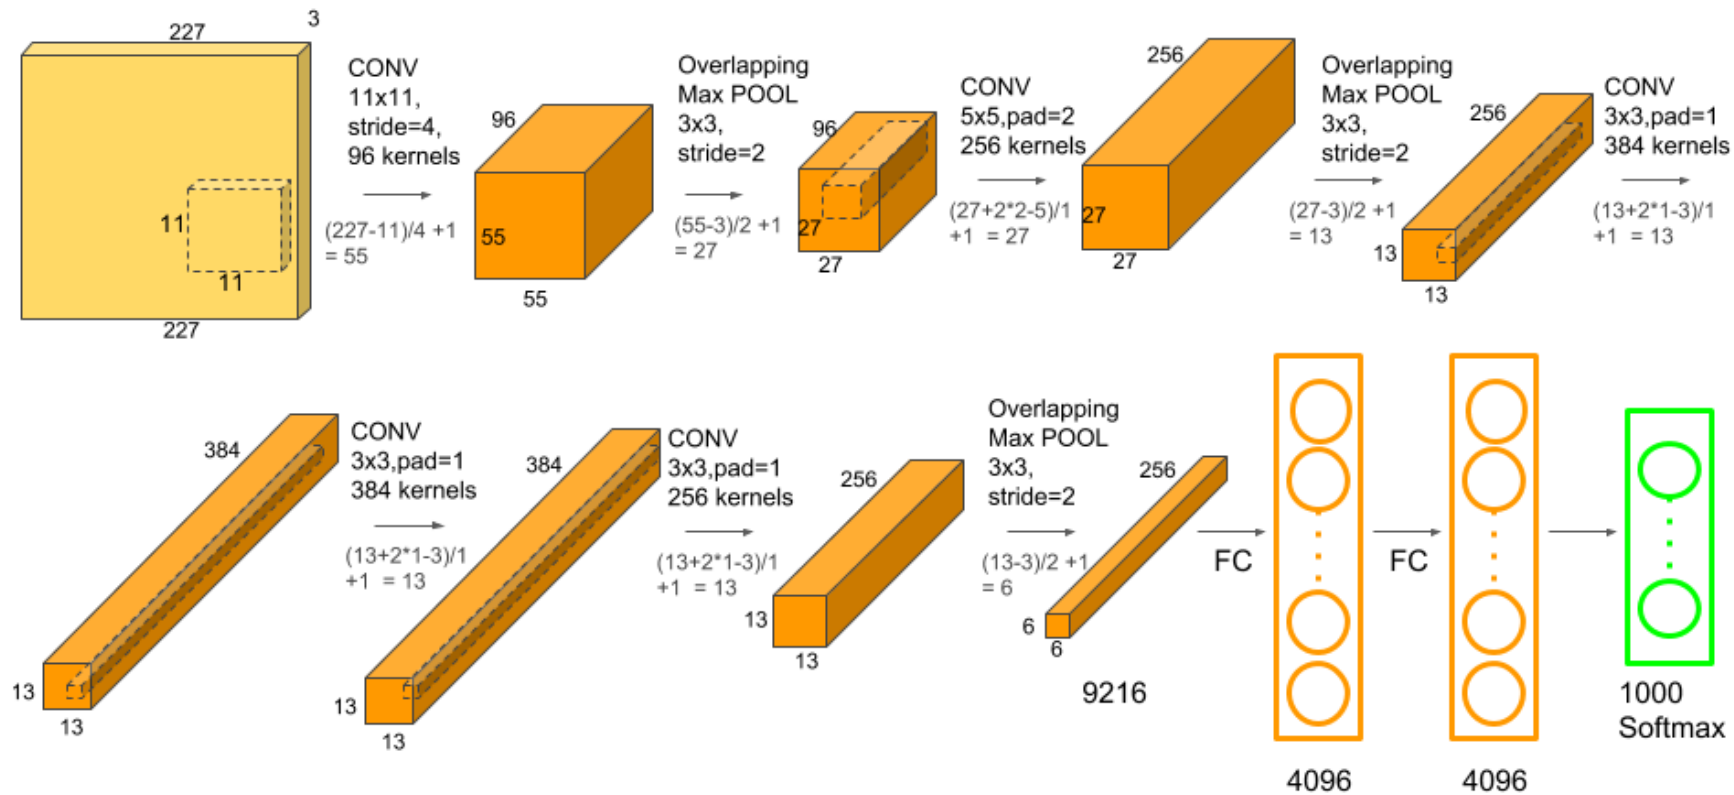 227
3
11
11
227
CONV
11x11,
stride=4,
96 kernels
(227-11)/4 +1
= 55
96
55
55
Overlapping
Max POOL
3x3,
stride=2
(55-3)/2 +1
= 27
96
27
27
CONV
5x5,pad=2
256 kernels
(27+2*2-5)/1
+1 = 27
256
27
27
Overlapping
Max POOL
3x3,
stride=2
(27-3)/2 +1
= 13
256
13
13
CONV
3x3,pad=1
384 kernels
(13+2*1-3)/1
+1 = 13
384
13
13
CONV
3x3,pad=1
384 kernels
(13+2*1-3)/1
+1 = 13
384
13
13
CONV
3x3,pad=1
256 kernels
(13+2*1-3)/1
+1 = 13
256
13
13
Overlapping
Max POOL
3x3,
stride=2
(13-3)/2 +1
= 6
256
6
6
9216
FC
4096
FC
4096
1000
Softmax